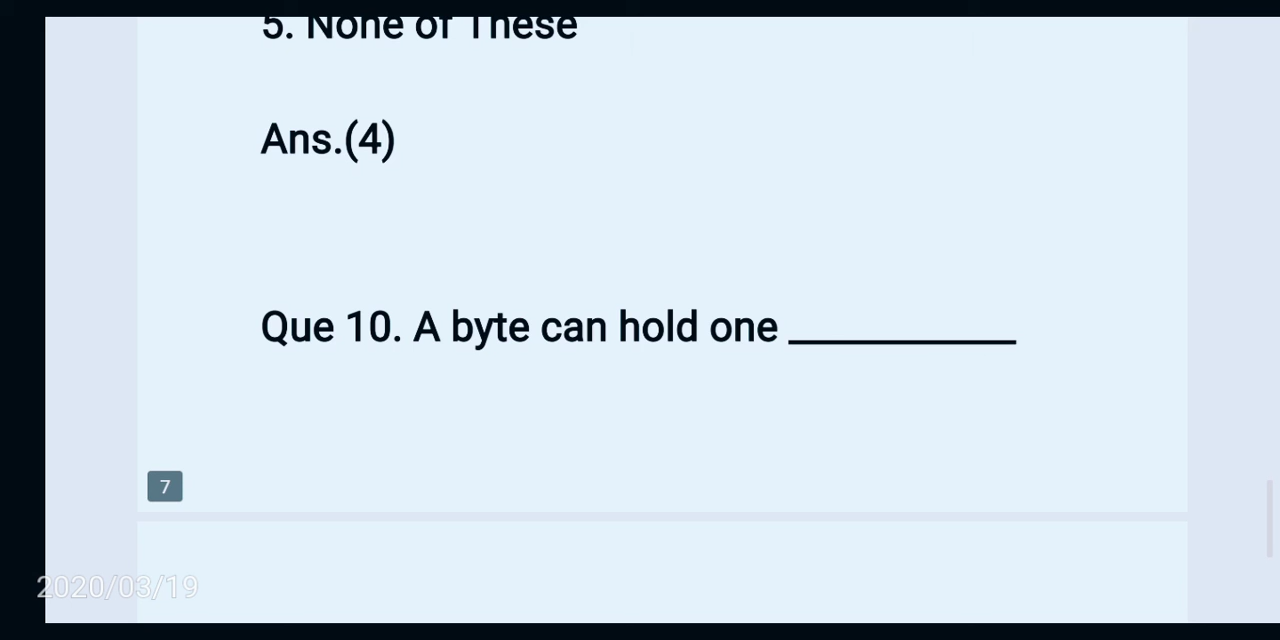 5. None of These
Ans.(4)
Que 10. A byte can hold one ___________
7
2020/03/19